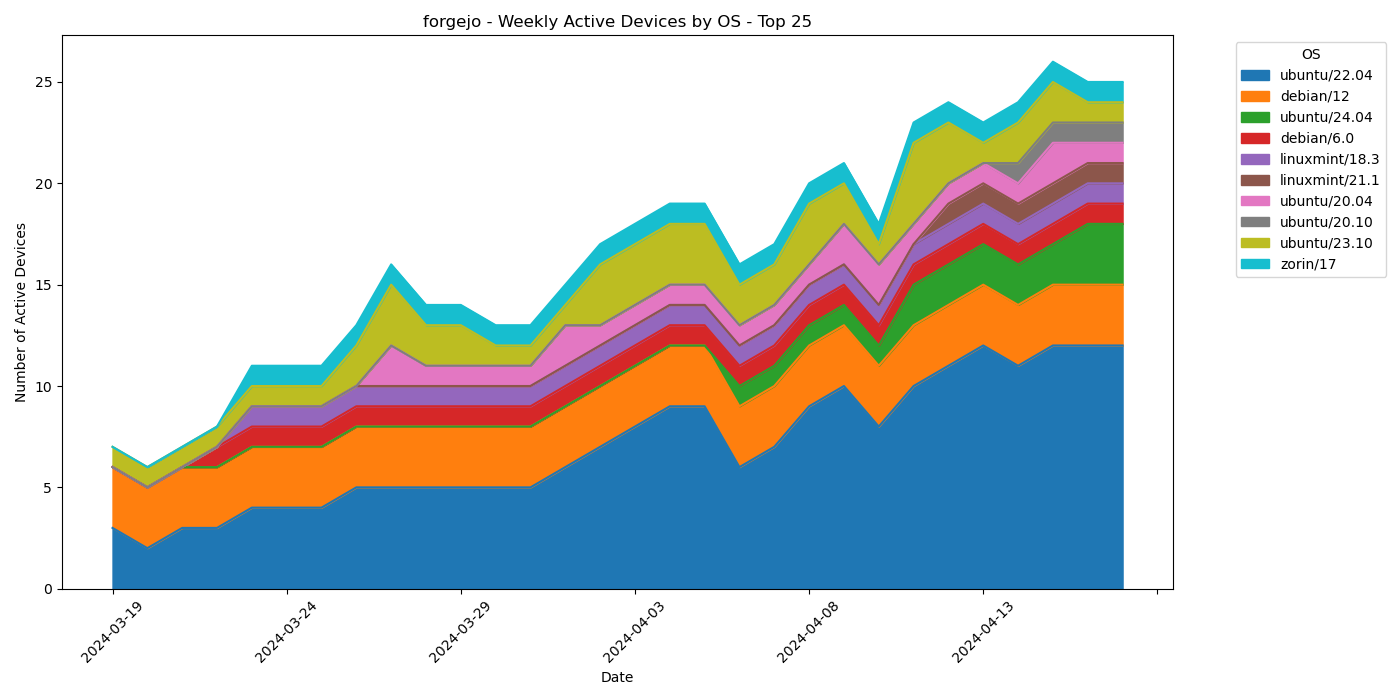 forgejo - Weekly Active Devices by OS - Top 25
Number of Active Devices
25
20
15
10
5
0
2024-03-19
2024-03-24
2024-03-29
2024-04-03
2024-04-08
2024-04-13
Date
OS
ubuntu/22.04
debian/12
ubuntu/24.04
debian/6.0
linuxmint/18.3
linuxmint/21.1
ubuntu/20.04
ubuntu/20.10
ubuntu/23.10
zorin/17